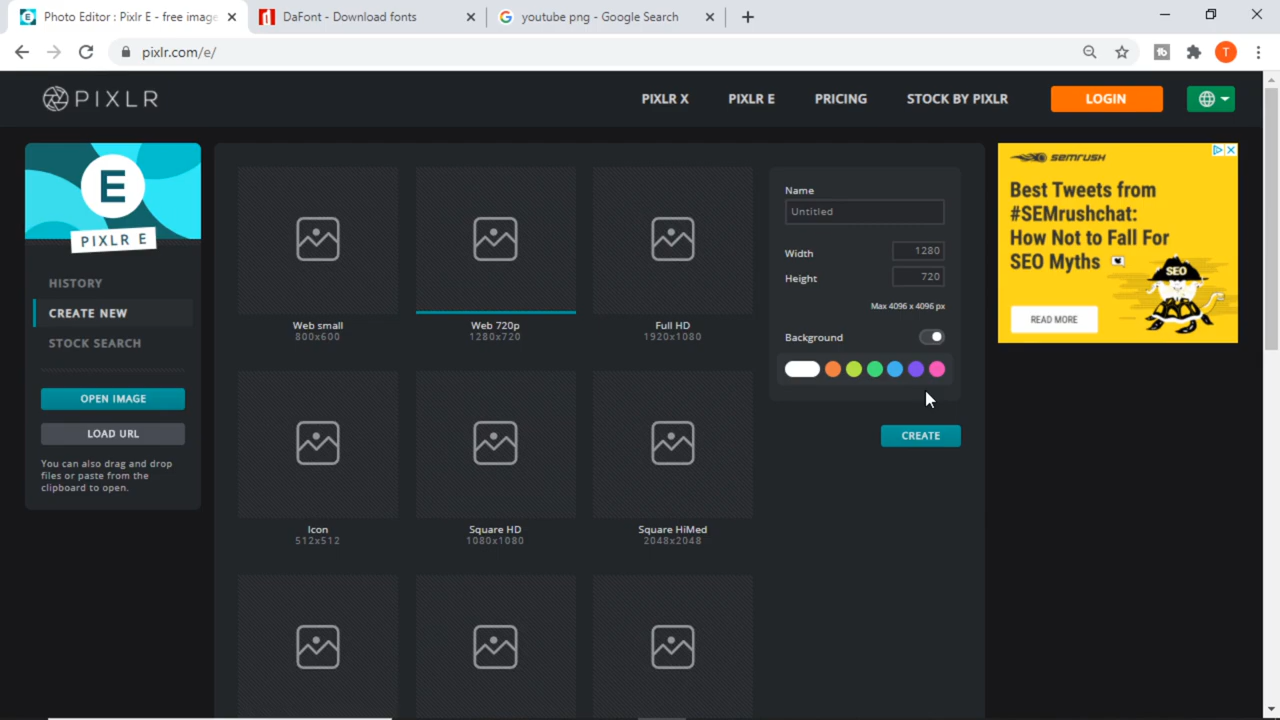 Photo Editor : Pixlr E - free image
DaFont - Download fonts
youtube png - Google Search
pixlr.com/e/
T
PIXLR
PIXLR X
PIXLR E
PRICING
STOCK BY PIXLR
LOGIN
E
PIXLR E
HISTORY
CREATE NEW
STOCK SEARCH
OPEN IMAGE
LOAD URL
You can also drag and drop
files or paste from the
clipboard to open.
Web small
800x600
Web 720p
1280x720
Full HD
1920x1080
Icon
512x512
Square HD
1080x1080
Square HiMed
2048x2048
Name
Untitled
Width
1280
Height
720
Max 4096 x 4096 px
Background
CREATE
SEMRUSH
Best Tweets from
#SEMrushchat:
How Not to Fall For
SEO Myths
SEO
READ MORE